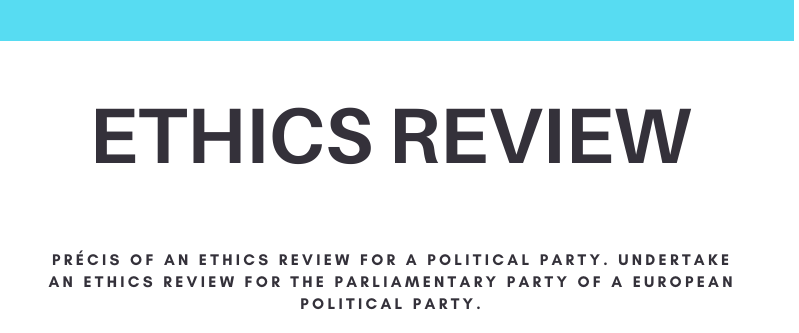 ETHICS REVIEW
PRÉCIS OF AN ETHICS REVIEW FOR A POLITICAL PARTY. UNDERTAKE
AN ETHICS REVIEW FOR THE PARLIAMENTARY PARTY OF A EUROPEAN
POLITICAL PARTY.